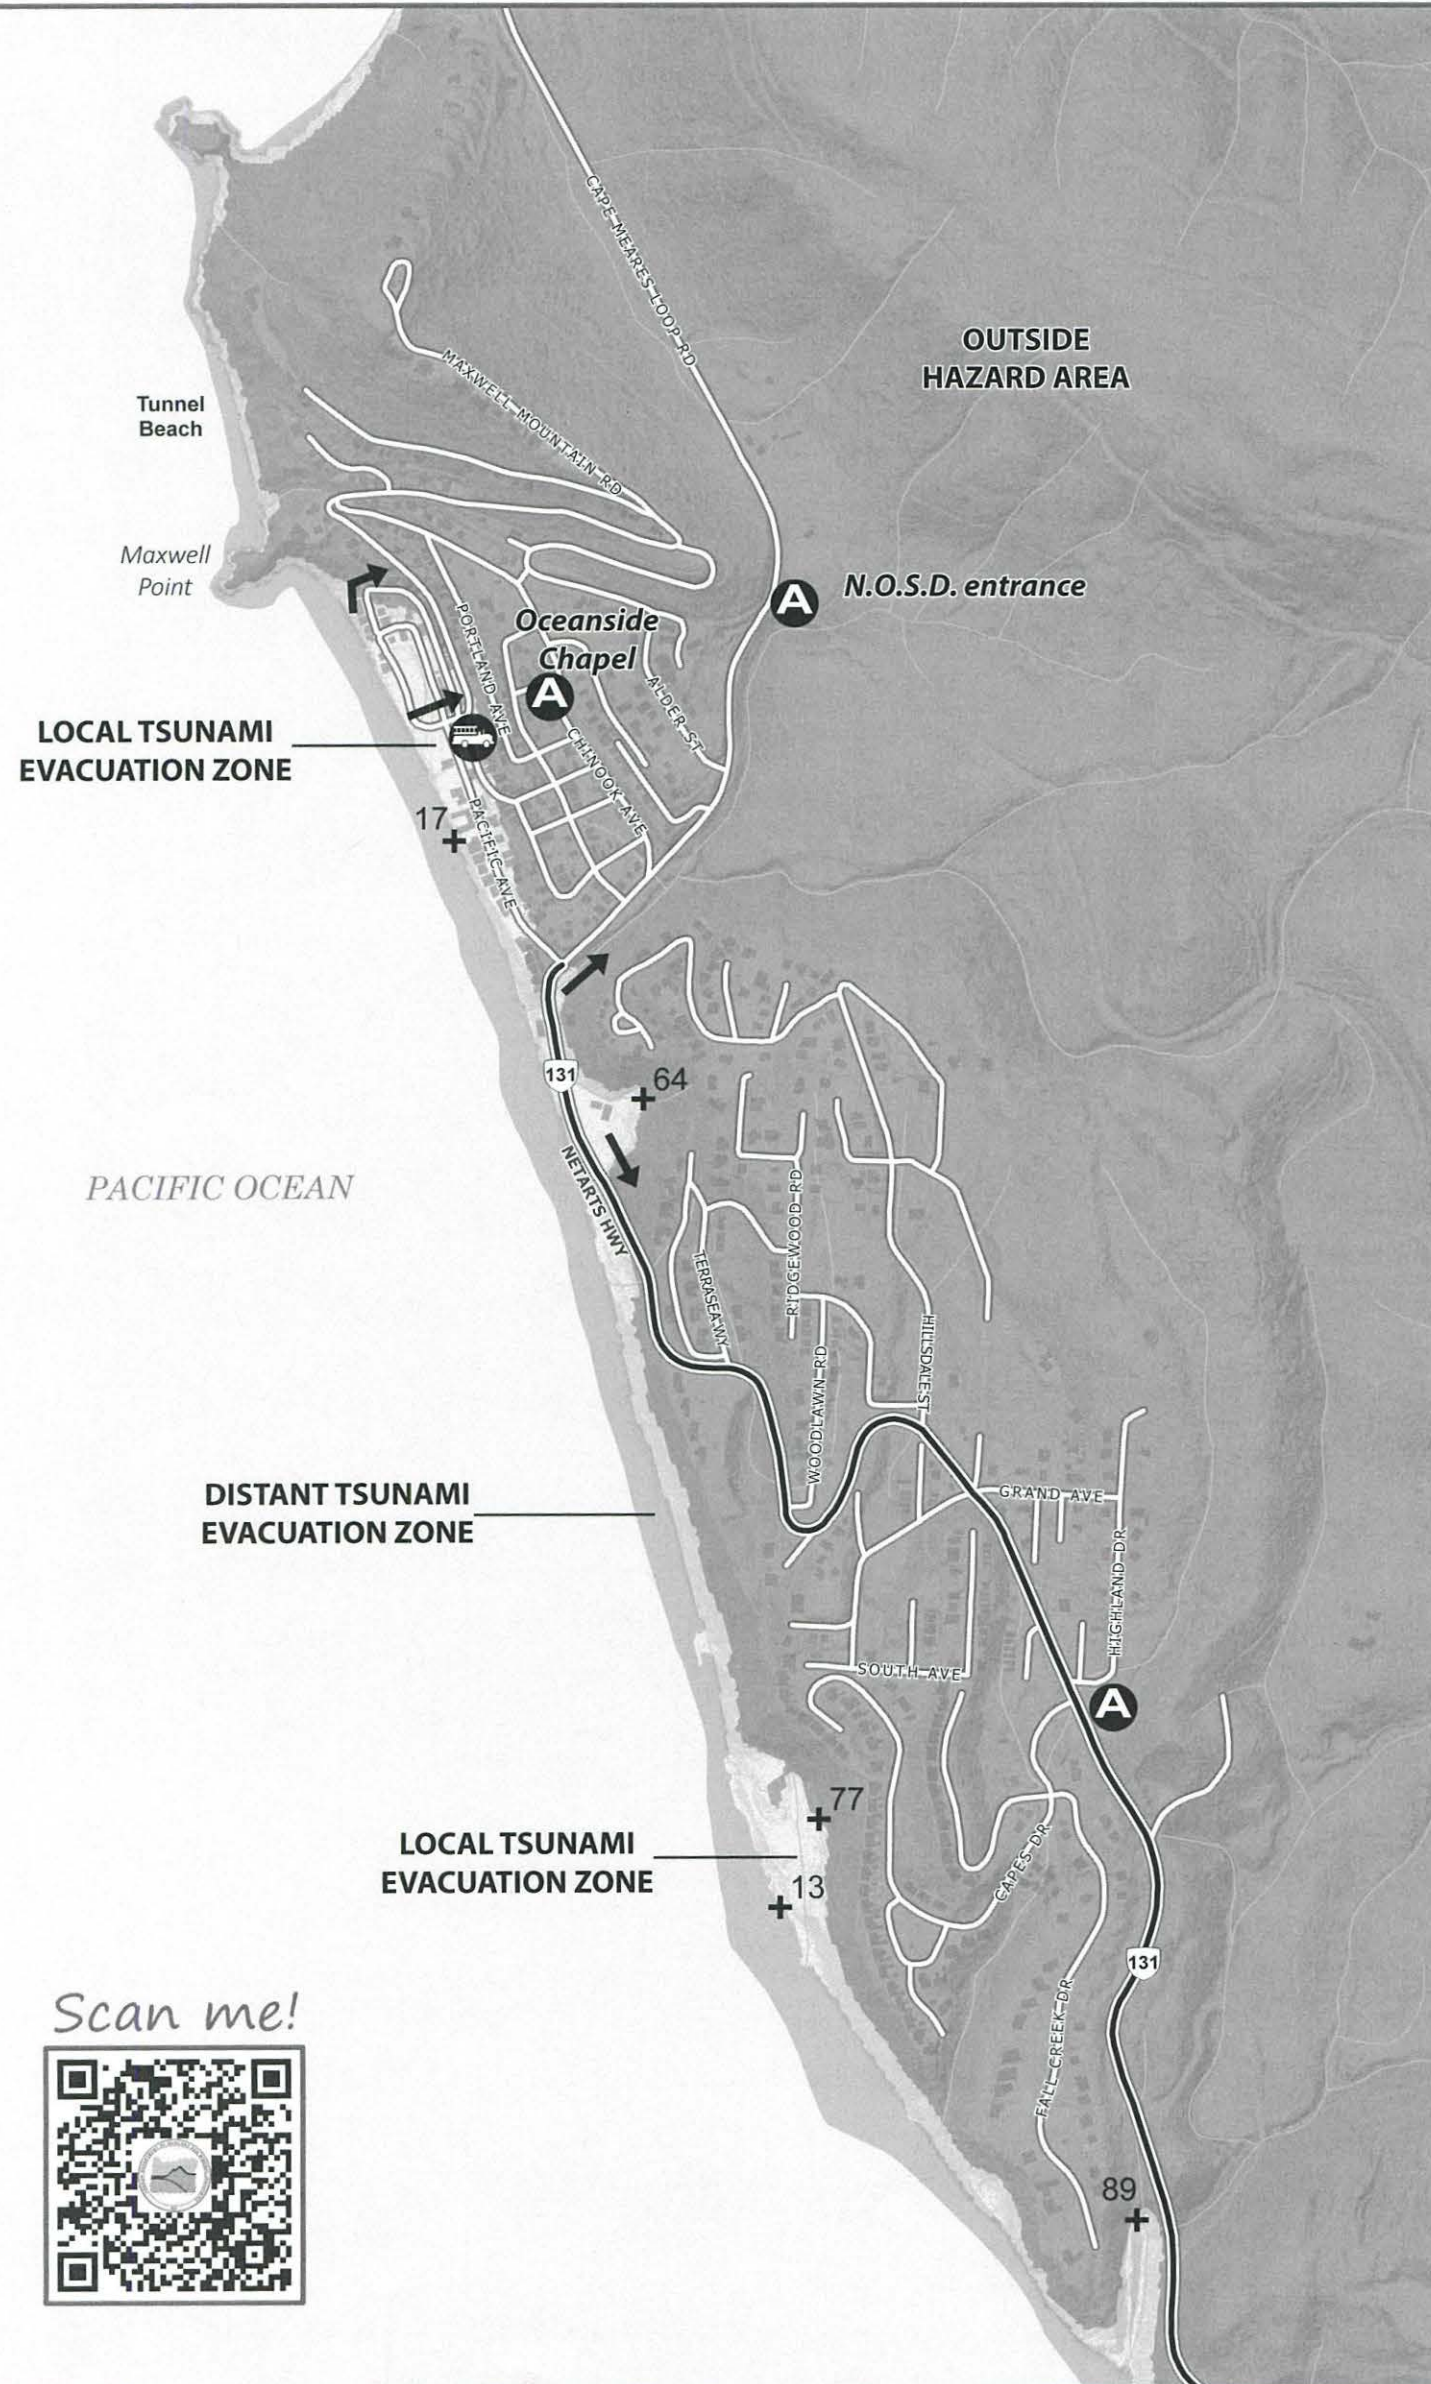 CAPE MEARES LOOP RD
OUTSIDE
HAZARD AREA
MAXWELL MOUNTAIN RD
Tunnel
Beach
Maxwell
Point
A
N.O.S.D. entrance
PORTLAND AVE
Oceanside
Chapel
A
ALDER ST
LOCAL TSUNAMI
EVACUATION ZONE
CHINOOK AVE
17
PACIFIC AVE
131
64
NETARTS HWY
PACIFIC OCEAN
RIDGEWOOD RD
TERRASEA WY
HILLSDALE ST
WOODLAWN RD
DISTANT TSUNAMI
EVACUATION ZONE
GRAND AVE
HIGHLAND DR
SOUTH AVE
A
77
LOCAL TSUNAMI
EVACUATION ZONE
13
CAPES DR
131
Scan me!
FALL CREEK DR
89